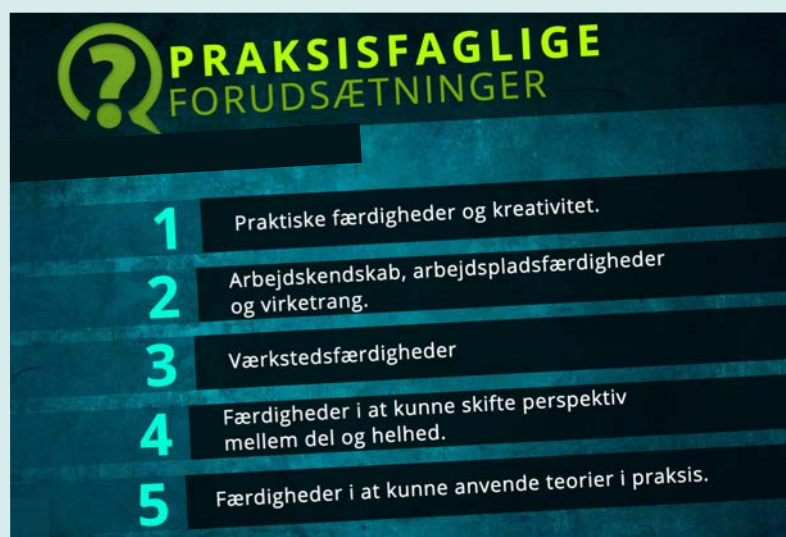 ?
PRAKSISFAGLIGE
FORUDSÆTNINGER
1 Praktiske færdigheder og kreativitet.
2 Arbejdskendskab, arbejdspladsfærdigheder
og virketrang.
3 Værkstedsfærdigheder
4 Færdigheder i at kunne skifte perspektiv
mellem del og helhed.
5 Færdigheder i at kunne anvende teorier i praksis.